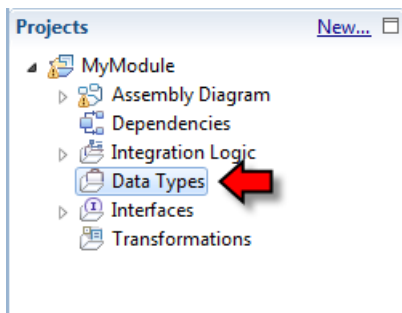 Projects New...
MyModule
Assembly Diagram
Dependencies
Integration Logic
Data Types
Interfaces
Transformations